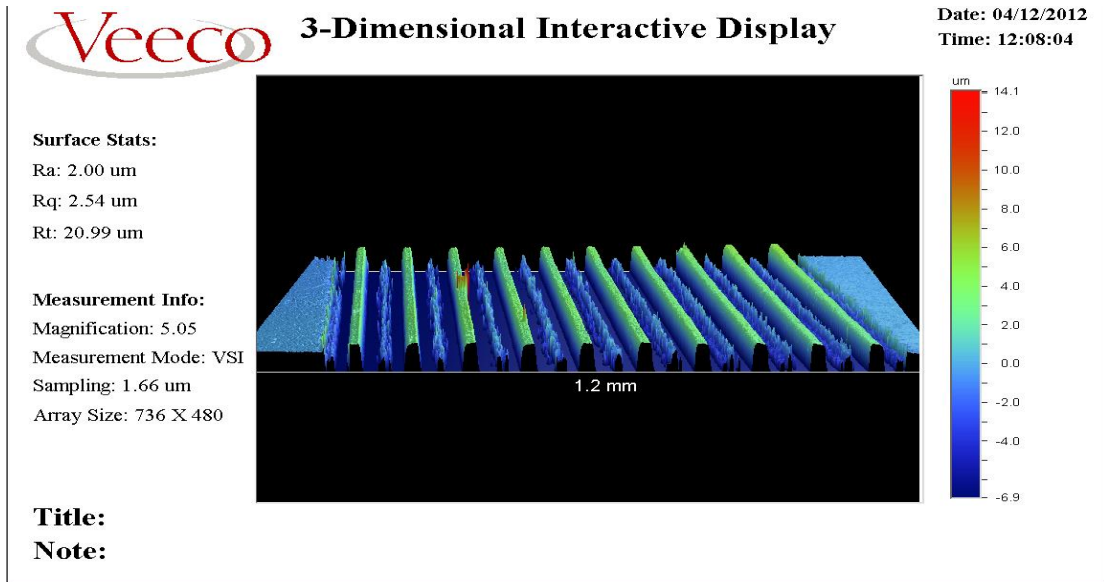 Veeco
3-Dimensional Interactive Display
Date: 04/12/2012
Time: 12:08:04
Surface Stats:
Ra: 2.00 um
Rq: 2.54 um
Rt: 20.99 um
Measurement Info:
Magnification: 5.05
Measurement Mode: VSI
Sampling: 1.66 um
Array Size: 736 X 480
1.2 mm
um
14.1
12.0
10.0
8.0
6.0
4.0
2.0
0.0
-2.0
-4.0
-6.9
Title:
Note: